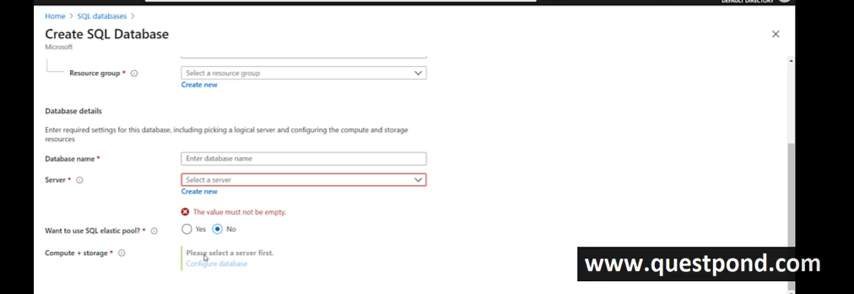 DEFAULT DIRECTORY
Home > SQL databases >
Create SQL Database
Microsoft
Resource group *
Select a resource group
Create new
Database details
Enter required settings for this database, including picking a logical server and configuring the compute and storage
resources
Database name *
Enter database name
Server *
Select a server
Create new
The value must not be empty.
Want to use SQL elastic pool? *
Yes
No
Compute + storage *
Please select a server first.
Configure database
www.questpond.com